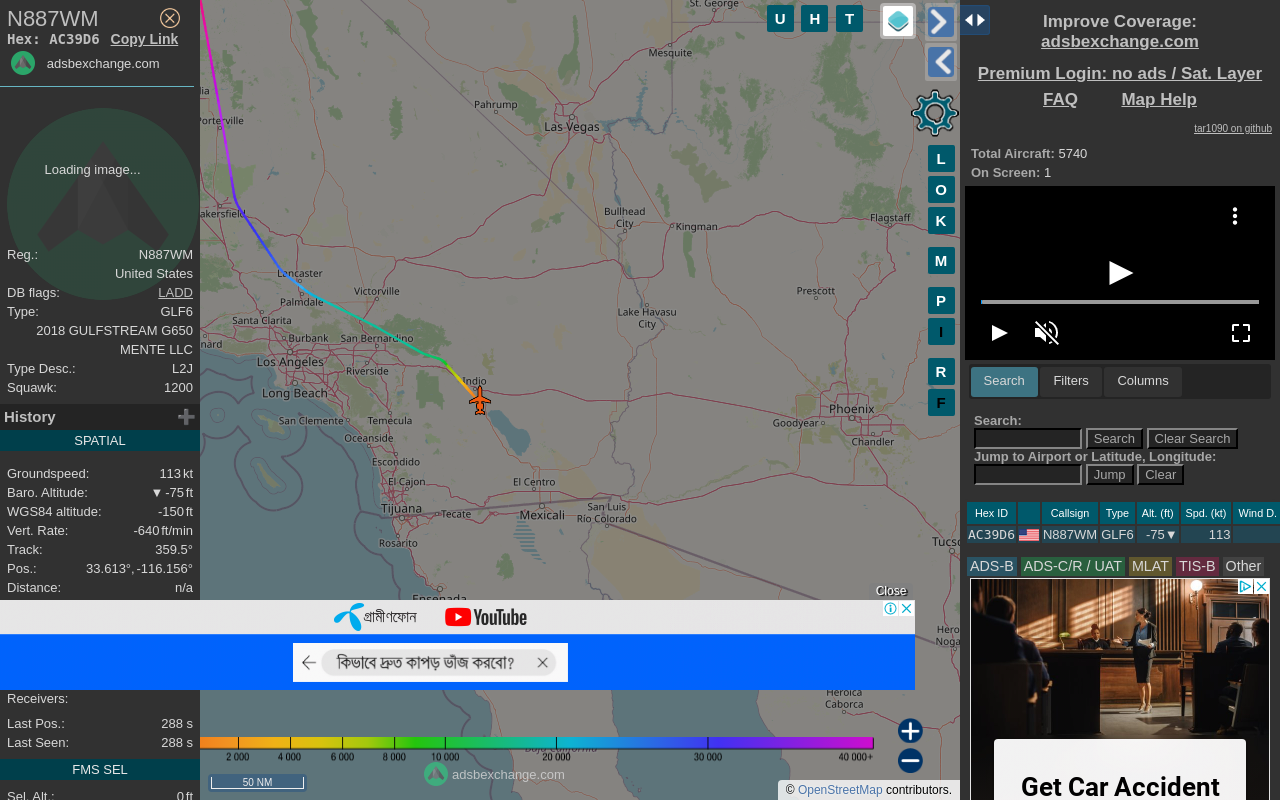 N887WM
Hex: AC39D6 Copy Link
adsbexchange.com
Loading image...
Reg.: N887WM
United States
DB flags: LADD
Type: GLF6
2018 GULFSTREAM G650
MENTE LLC
Type Desc.: L2J
Squawk: 1200
History
SPATIAL
Groundspeed: 113 kt
Baro. Altitude: ▼ -75 ft
WGS84 altitude: -150 ft
Vert. Rate: -640 ft/min
Track: 359.5°
Pos.: 33.613°, -116.156°
Distance: n/a
Receivers:
Last Pos.: 288 s
Last Seen: 288 s
FMS SEL
Sel. Alt.: 0 ft
St. George
Mesquite
Pahrump
Las Vegas
Porterville
akersfield
Bullhead
City
Kingman
Flagstaff
Lancaster
Palmdale
Victorville
Prescott
Lake Havasu
City
Santa Clarita
nard
Burbank
San Bernardino
Los Angeles
Riverside
Long Beach
Indio
San Clemente
Temecula
Oceanside
Escondido
El Cajon
El Centro
Tijuana
Tecate
Mexicali
San Luis
Río Colorado
Rosarito
Ensenada
Phoenix
Goodyear
Chandler
Tucso
Hero
Noga
Heroica
Caborca
Baja California
U H T
L
O
K
M
P
I
R
F
Close
গ্রামীণফোন YouTube
কিভাবে দ্রুত কাপড় ভাঁজ করবো?
2 000 4 000 6 000 8 000 10 000 20 000 30 000 40 000+
50 NM
adsbexchange.com
© OpenStreetMap contributors.
Improve Coverage:
adsbexchange.com
Premium Login: no ads / Sat. Layer
FAQ Map Help
tar1090 on github
Total Aircraft: 5740
On Screen: 1
Search Filters Columns
Search:
Search Clear Search
Jump to Airport or Latitude, Longitude:
Jump Clear
Hex ID Callsign Type Alt. (ft) Spd. (kt) Wind D.
AC39D6 N887WM GLF6 -75▼ 113
ADS-B ADS-C/R / UAT MLAT TIS-B Other
Get Car Accident